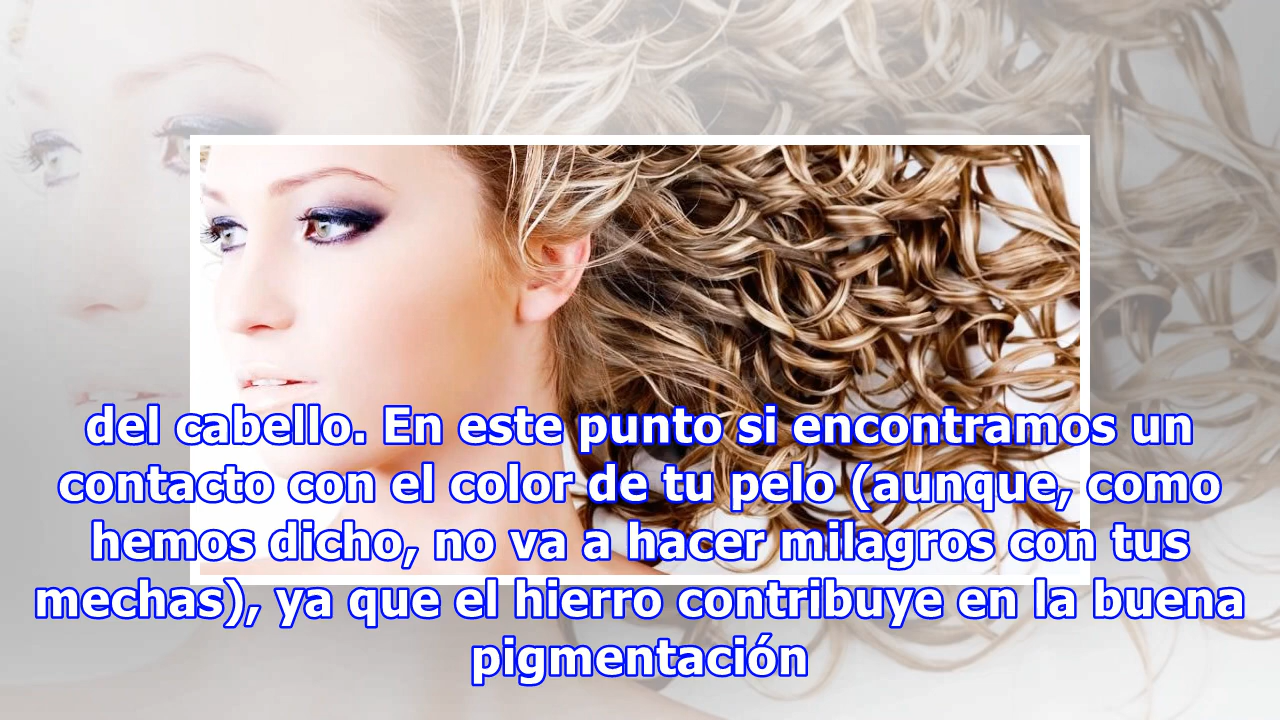 del cabello. En este punto si encontramos un
contacto con el color de tu pelo (aunque, como
hemos dicho, no va a hacer milagros con tus
mechas), ya que el hierro contribuye en la buena
pigmentación